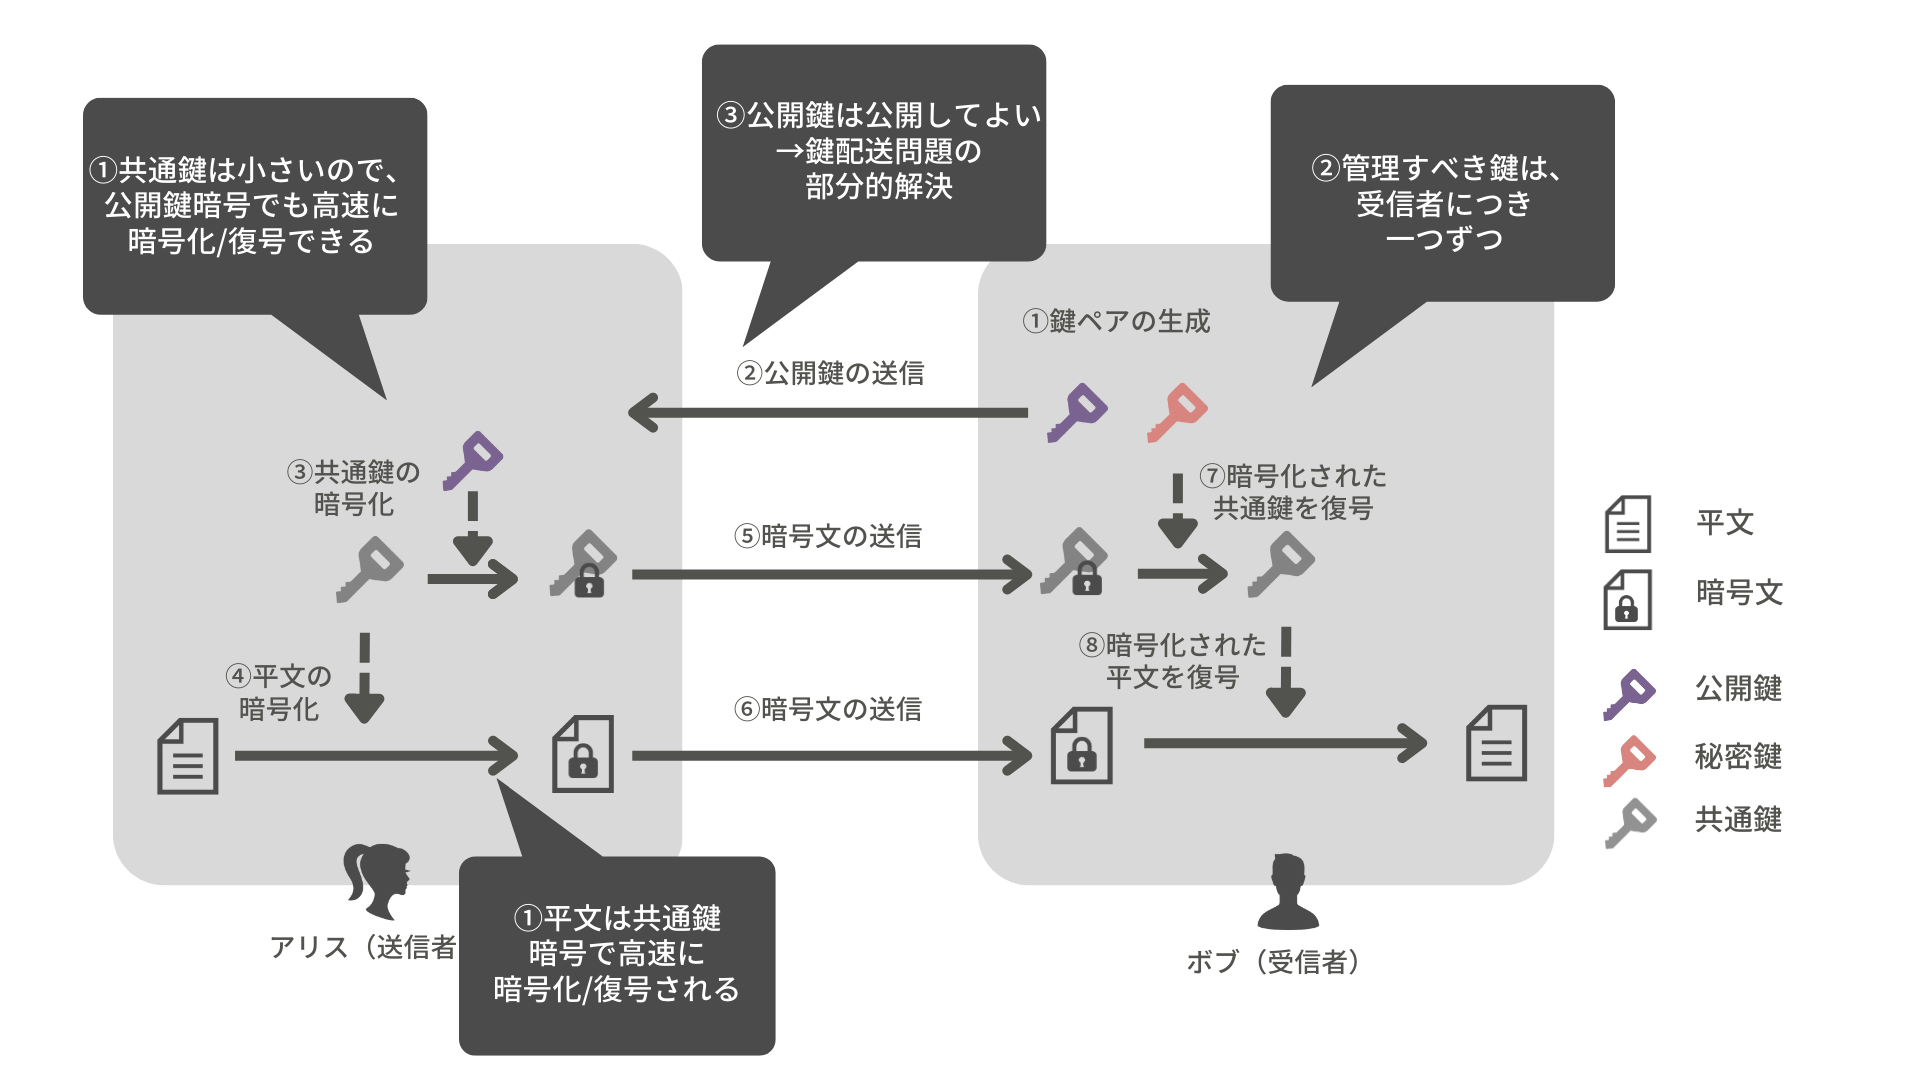 ①共通鍵は小さいので、
公開鍵暗号でも高速に
暗号化/復号できる
③公開鍵は公開してよい
→鍵配送問題の
部分的解決
②管理すべき鍵は、
受信者につき
一つずつ
①鍵ペアの生成
②公開鍵の送信
③共通鍵の
暗号化
⑤暗号文の送信
⑦暗号化された
共通鍵を復号
④平文の
暗号化
⑥暗号文の送信
⑧暗号化された
平文を復号
平文
暗号文
公開鍵
秘密鍵
共通鍵
①平文は共通鍵
暗号で高速に
暗号化/復号される
アリス（送信者
ボブ（受信者）